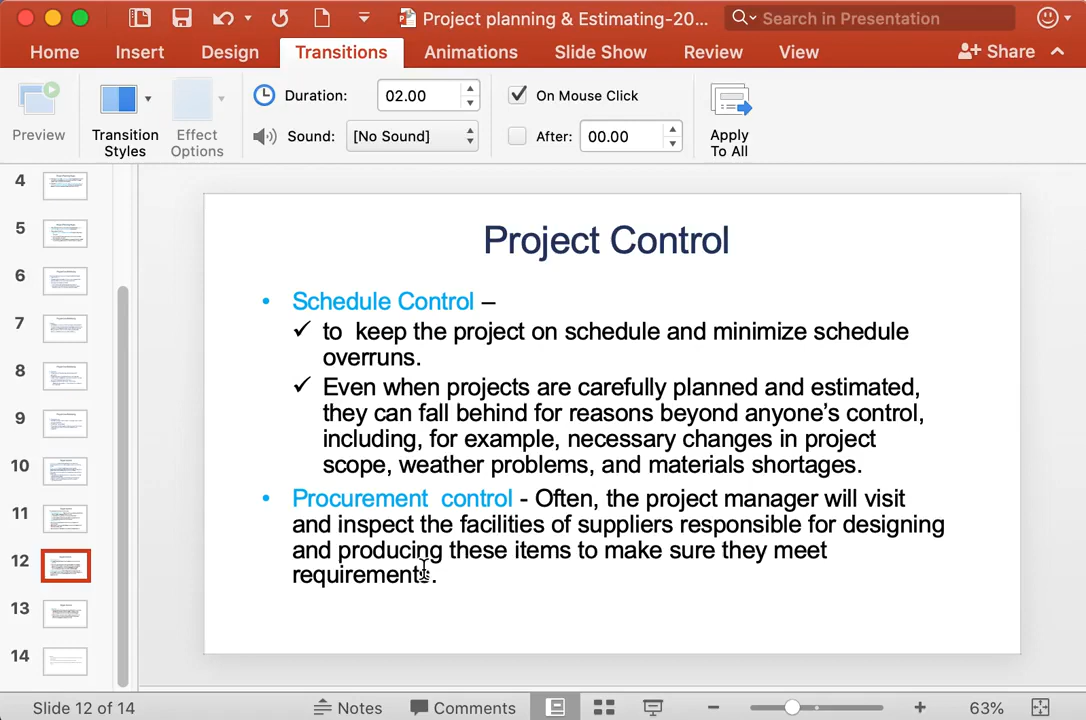 Project planning & Estimating-20...
Search in Presentation
Home Insert Design Transitions Animations Slide Show Review View Share
Preview
Transition Styles
Effect Options
Duration: 02.00
Sound: [No Sound]
On Mouse Click
After: 00.00
Apply To All
4
5
6
7
8
9
10
11
12
13
14
Project Control
• Schedule Control –
✓ to keep the project on schedule and minimize schedule
overruns.
✓ Even when projects are carefully planned and estimated,
they can fall behind for reasons beyond anyone’s control,
including, for example, necessary changes in project
scope, weather problems, and materials shortages.
• Procurement control - Often, the project manager will visit
and inspect the facilities of suppliers responsible for designing
and producing these items to make sure they meet
requirements.
Slide 12 of 14 Notes Comments 63%